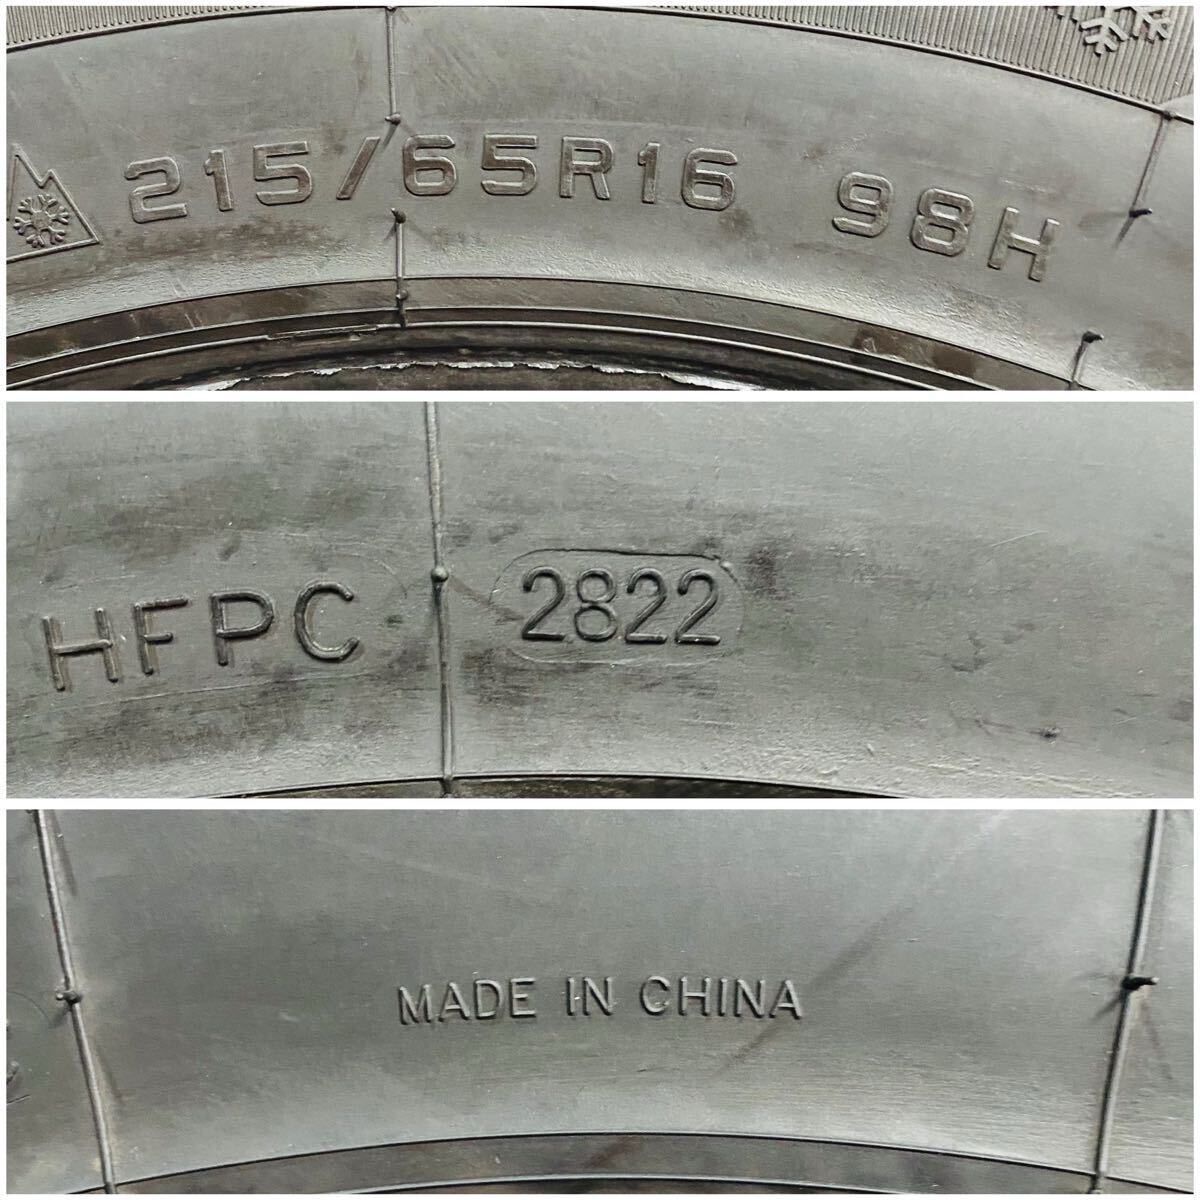 215/65R16 98H
HFPC 2822
MADE IN CHINA